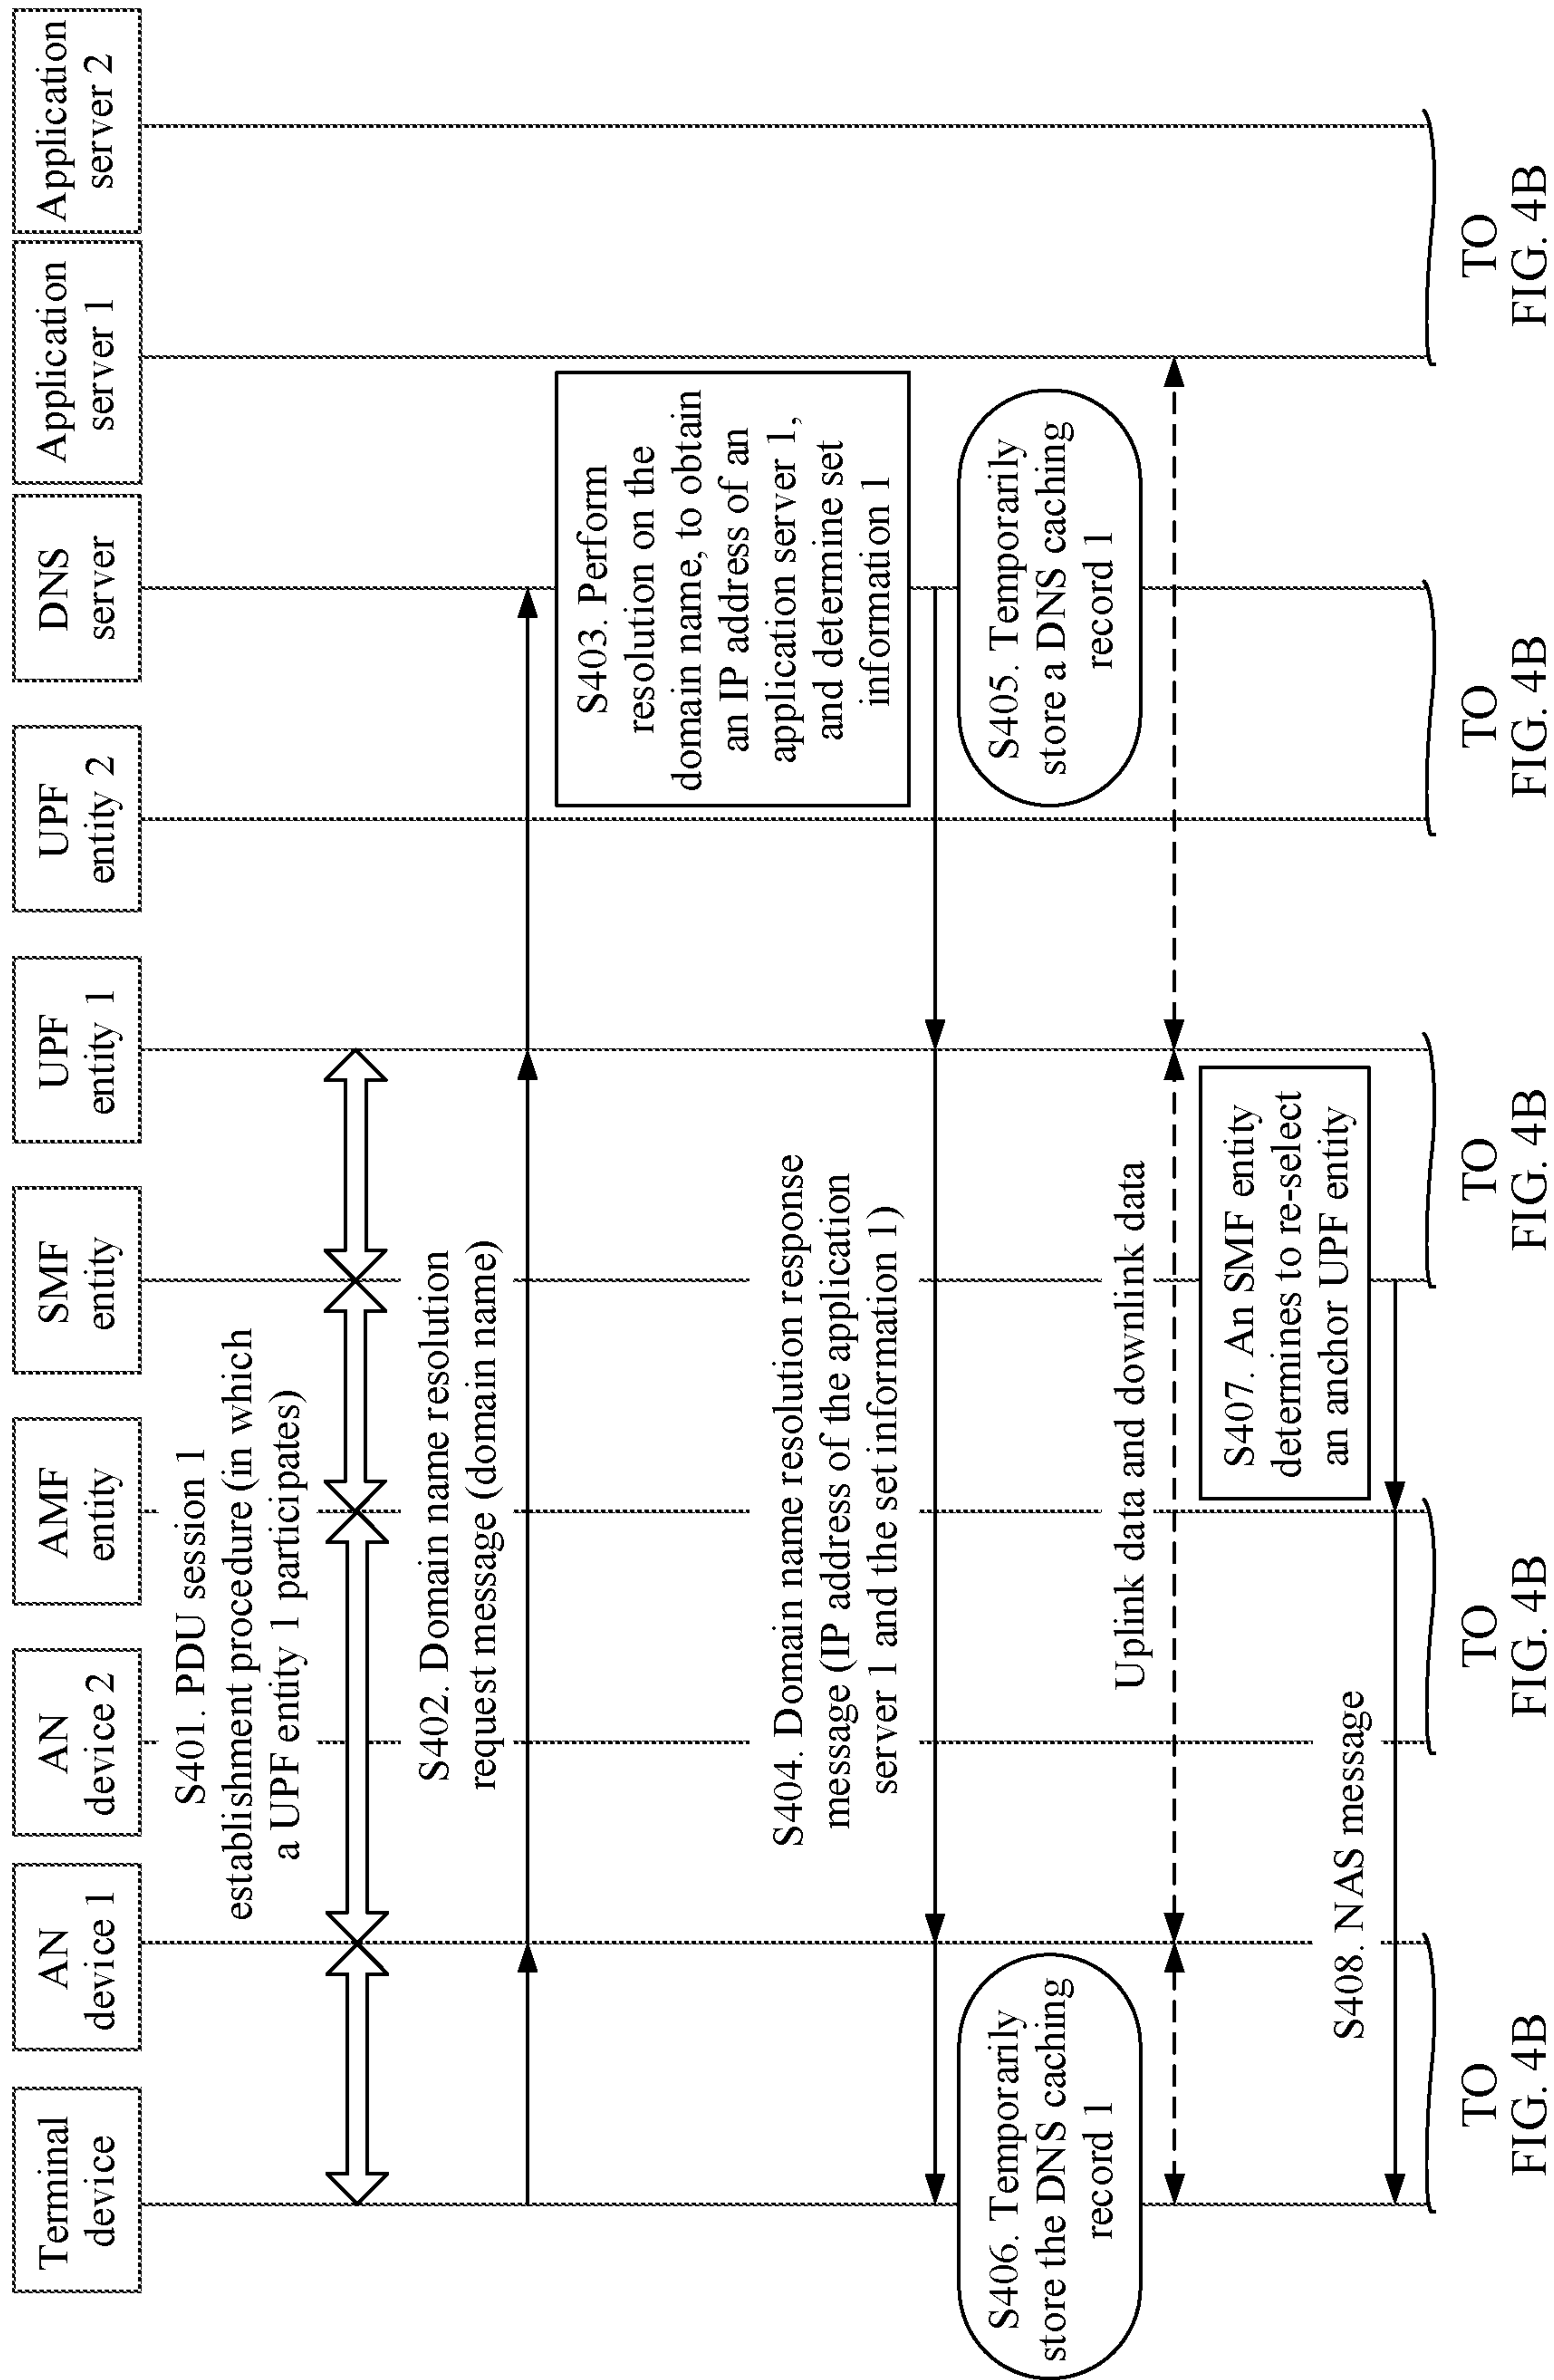 Terminal
device
AN
device 1
AN
device 2
AMF
entity
SMF
entity
UPF
entity 1
UPF
entity 2
DNS
server
Application
server 1
Application
server 2
S401. PDU session 1
establishment procedure (in which
a UPF entity 1 participates)
S402. Domain name resolution
request message (domain name)
S403. Perform
resolution on the
domain name, to obtain
an IP address of an
application server 1,
and determine set
information 1
S404. Domain name resolution response
message (IP address of the application
server 1 and the set information 1)
S405. Temporarily
store a DNS caching
record 1
S406. Temporarily
store the DNS caching
record 1
Uplink data and downlink data
S407. An SMF entity
determines to re-select
an anchor UPF entity
S408. NAS message
TO
FIG. 4B
TO
FIG. 4B
TO
FIG. 4B
TO
FIG. 4B
TO
FIG. 4B